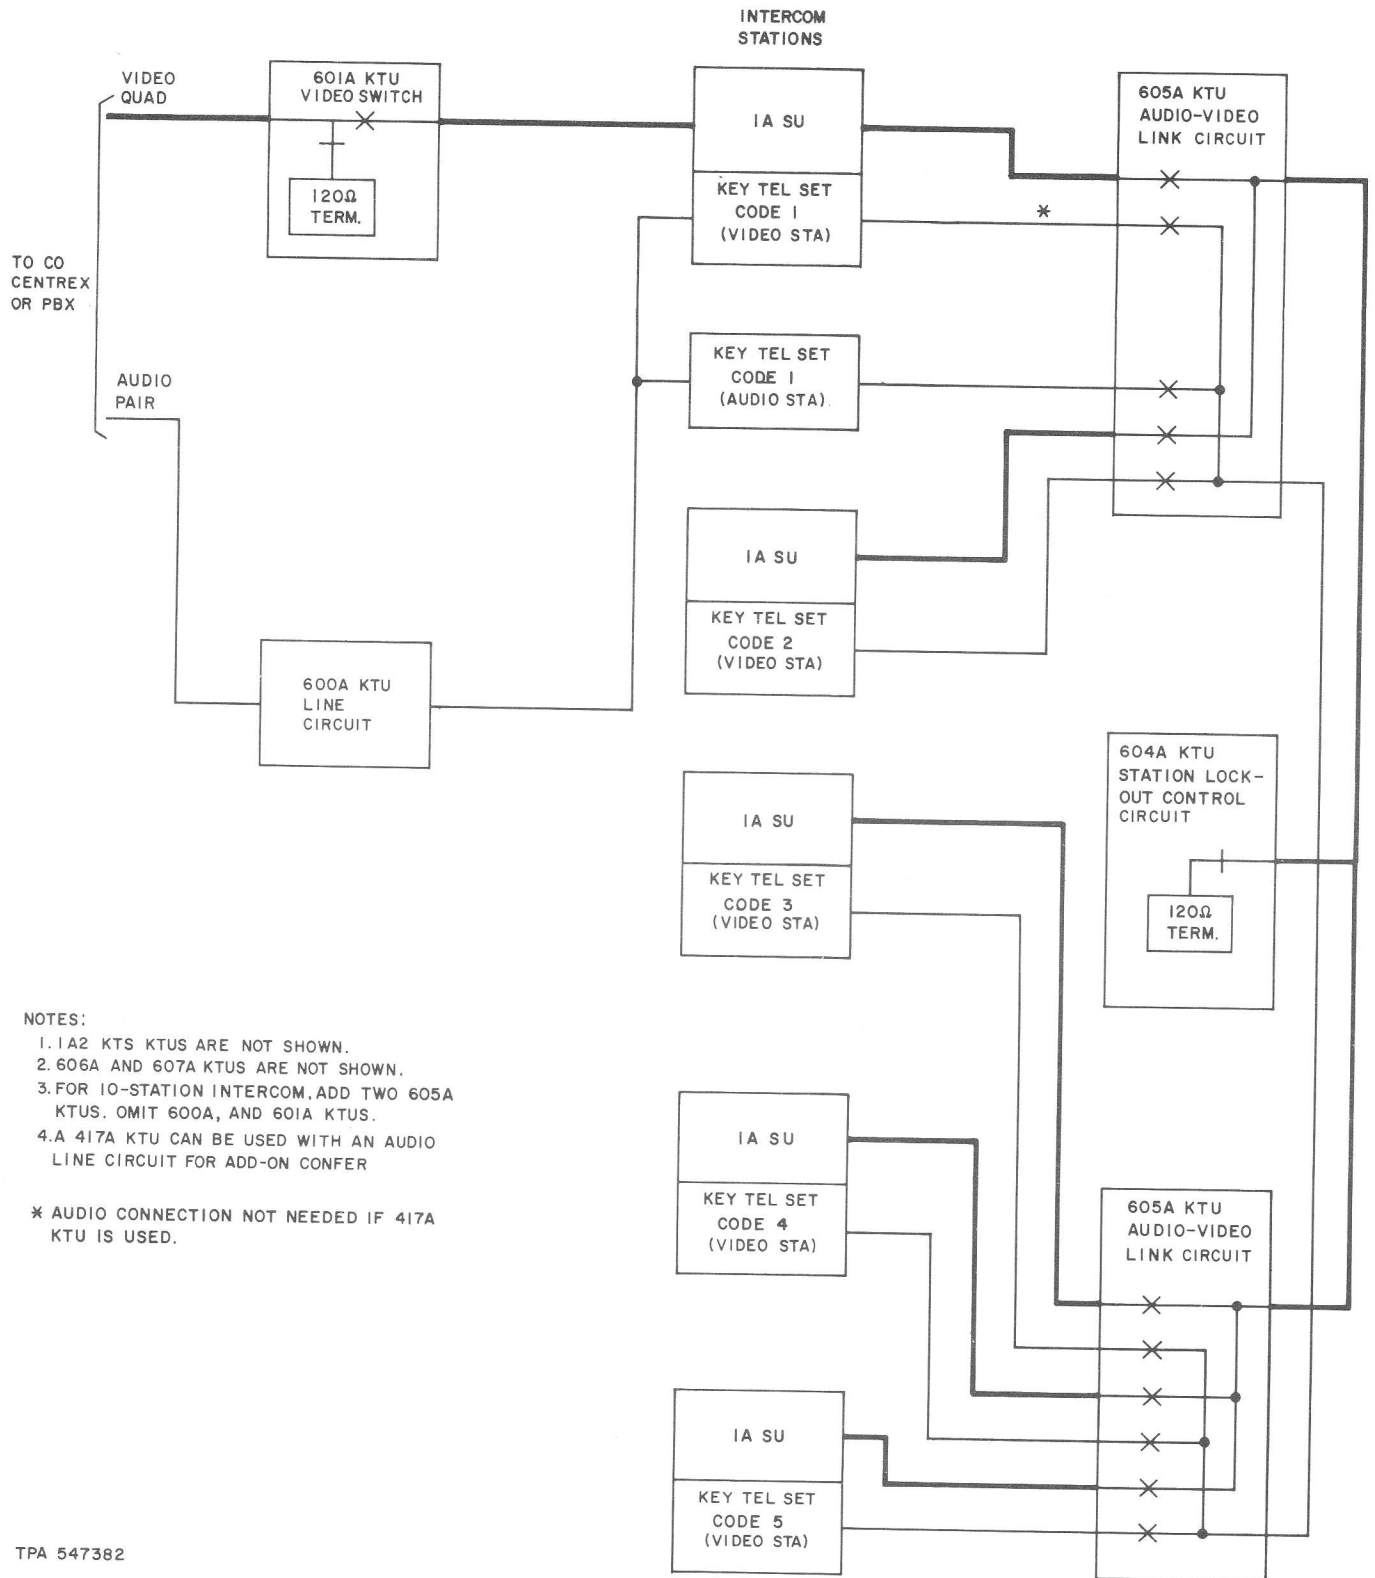 INTERCOM
STATIONS
VIDEO
QUAD
601A KTU
VIDEO SWITCH
120Ω
TERM.
1A SU
KEY TEL SET
CODE 1
(VIDEO STA)
*
605A KTU
AUDIO-VIDEO
LINK CIRCUIT
TO CO
CENTREX
OR PBX
AUDIO
PAIR
KEY TEL SET
CODE 1
(AUDIO STA).
1A SU
KEY TEL SET
CODE 2
(VIDEO STA)
600A KTU
LINE
CIRCUIT
604A KTU
STATION LOCK-
OUT CONTROL
CIRCUIT
120Ω
TERM.
1A SU
KEY TEL SET
CODE 3
(VIDEO STA)
NOTES:
1. 1A2 KTS KTUS ARE NOT SHOWN.
2. 606A AND 607A KTUS ARE NOT SHOWN.
3. FOR 10-STATION INTERCOM, ADD TWO 605A
KTUS. OMIT 600A, AND 601A KTUS.
4. A 417A KTU CAN BE USED WITH AN AUDIO
LINE CIRCUIT FOR ADD-ON CONFER
* AUDIO CONNECTION NOT NEEDED IF 417A
KTU IS USED.
1A SU
KEY TEL SET
CODE 4
(VIDEO STA)
605A KTU
AUDIO-VIDEO
LINK CIRCUIT
1A SU
KEY TEL SET
CODE 5
(VIDEO STA)
TPA 547382